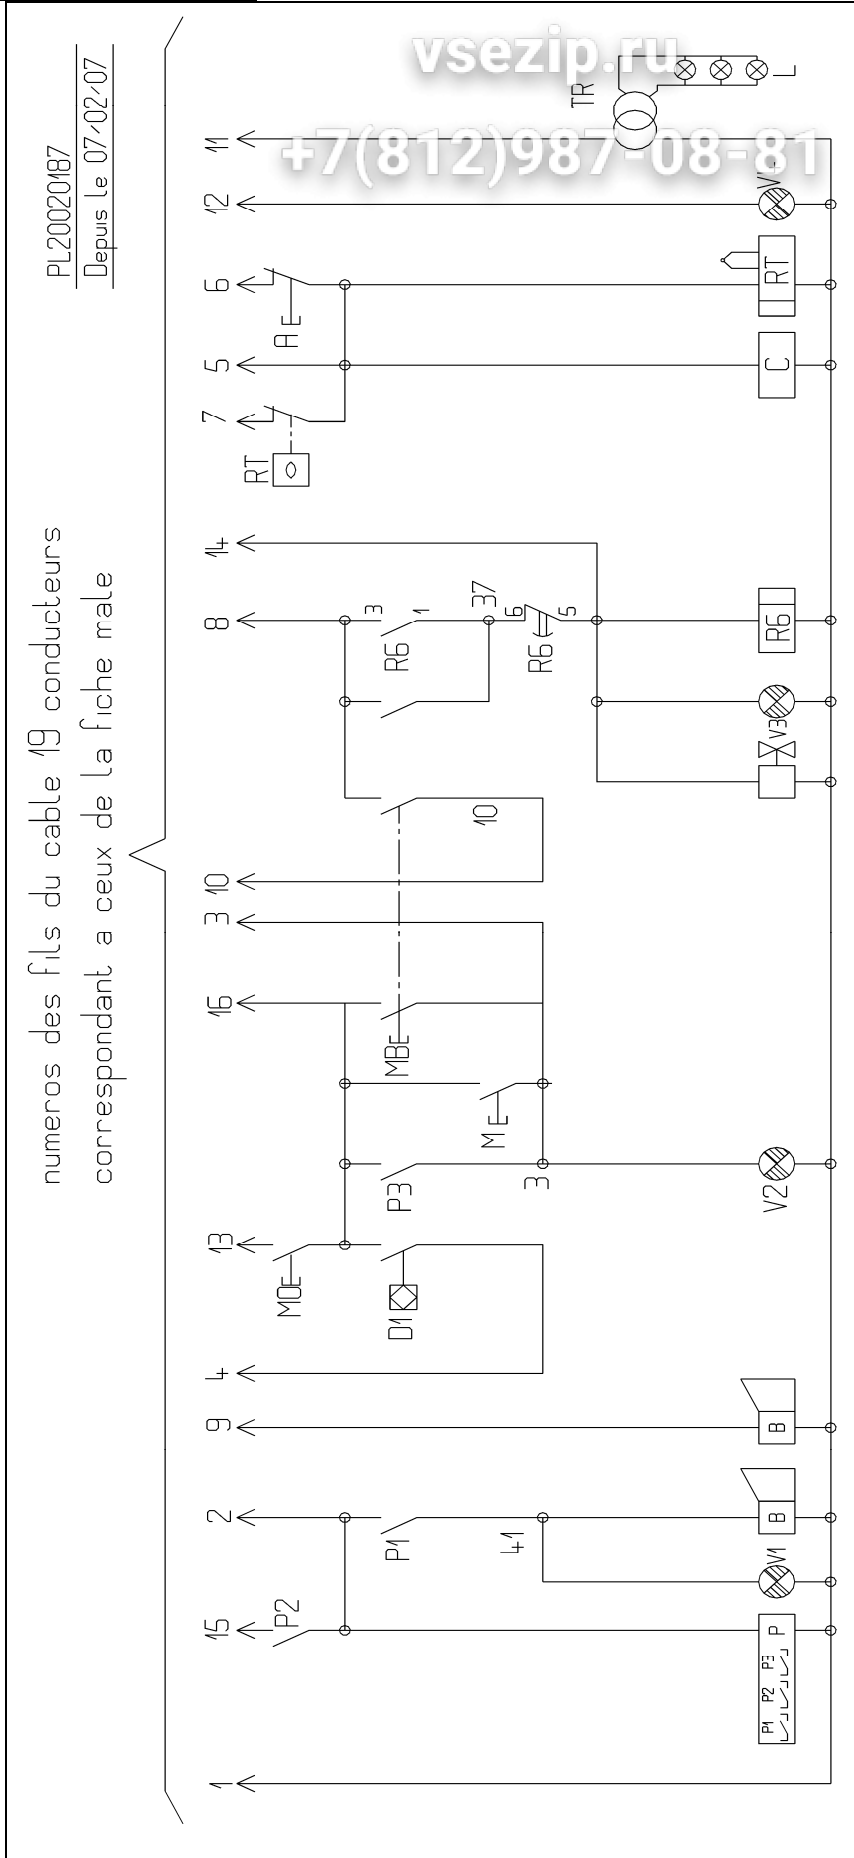 vsezip.ru
+7(812)987-08-81
PL20020187
Depuis le 07/02/07
numeros des fils du cable 19 conducteurs
correspondant a ceux de la fiche male
1
15
2
9
4
13
16
3
10
8
14
7
5
6
12
11
P2
P1
41
D1
MOE
P3
3
ME
MBE
10
R6
3
1
37
R6
6
5
RT
AE
TR
L
P1 P2 P3
P
V1
B
B
V2
V3
R6
C
RT